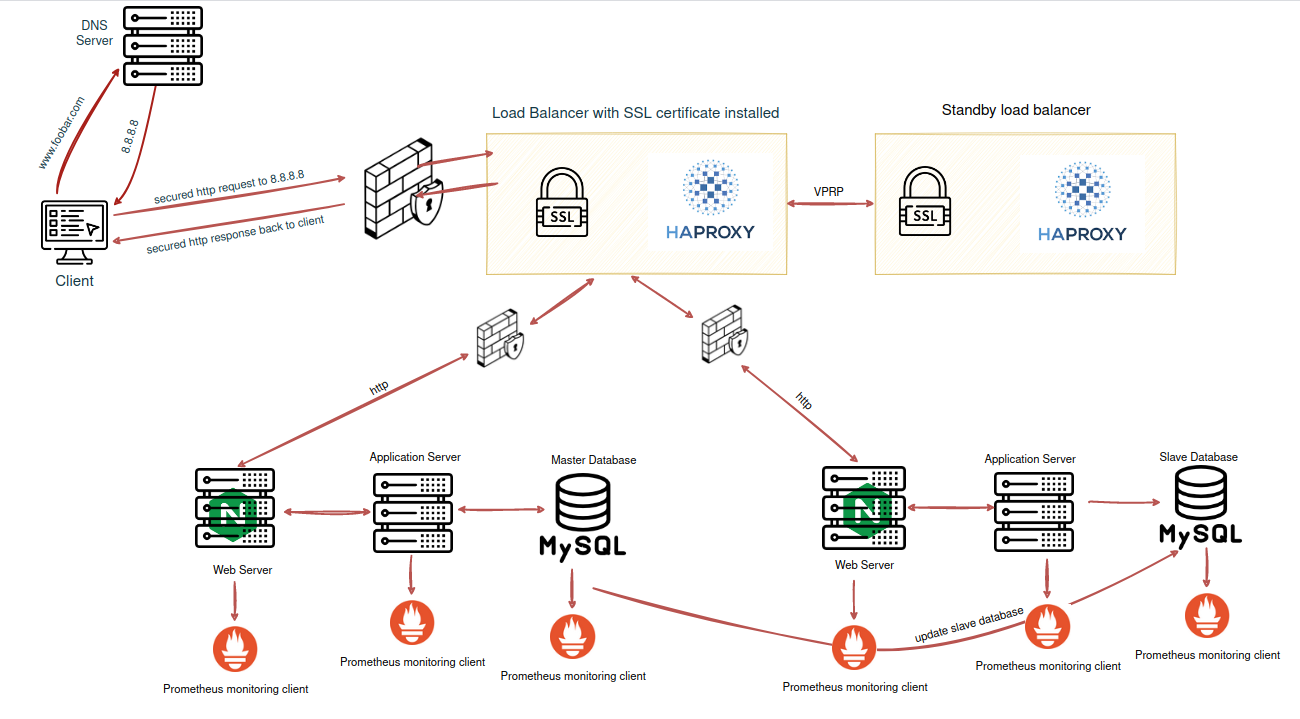 DNS
Server
www.foobar.com
8.8.8.8
Client
secured http request to 8.8.8.8
secured http response back to client
Load Balancer with SSL certificate installed
SSL
HAPROXY
VPRP
Standby load balancer
SSL
HAPROXY
http
http
Web Server
Application Server
Master Database
MySQL
Web Server
Application Server
Slave Database
MySQL
update slave database
Prometheus monitoring client
Prometheus monitoring client
Prometheus monitoring client
Prometheus monitoring client
Prometheus monitoring client
Prometheus monitoring client